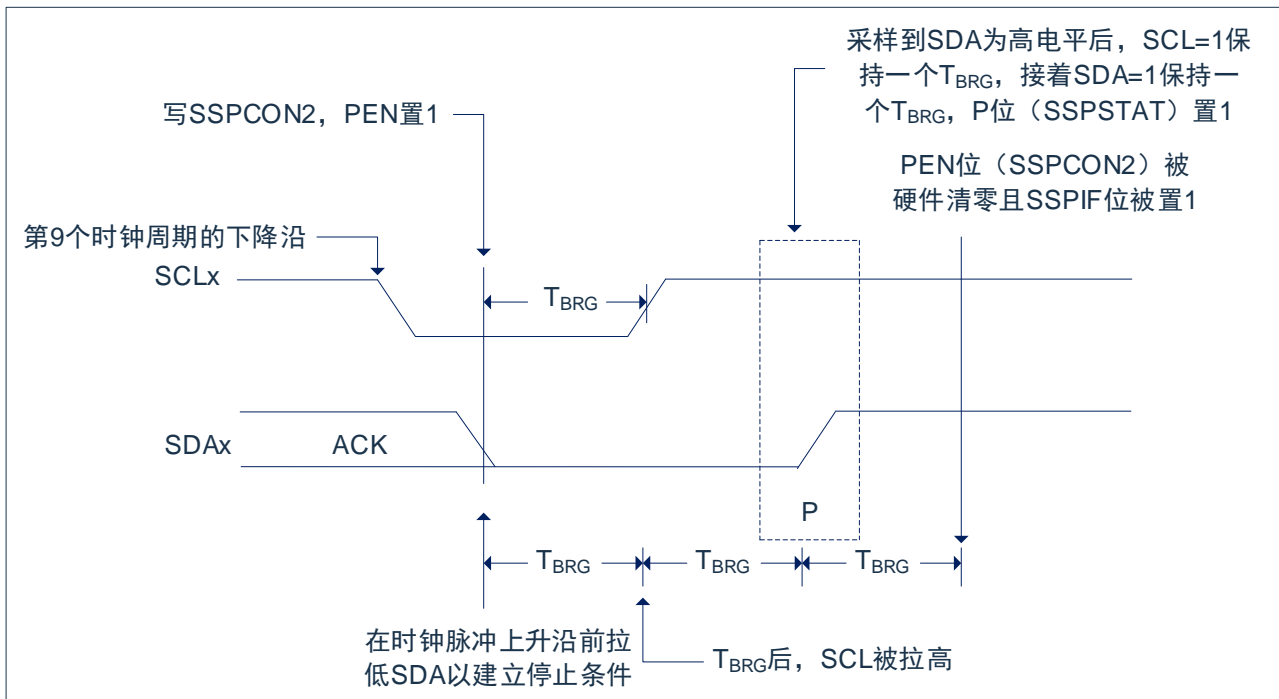 采样到SDA为高电平后，SCL=1保
持一个TBRG，接着SDA=1保持一
个TBRG，P位（SSPSTAT）置1
写SSPCON2，PEN置1
PEN位（SSPCON2）被
硬件清零且SSPIF位被置1
第9个时钟周期的下降沿
SCLx
TBRG
SDAx
ACK
P
TBRG
TBRG
TBRG
在时钟脉冲上升沿前拉
低SDA以建立停止条件
TBRG后，SCL被拉高